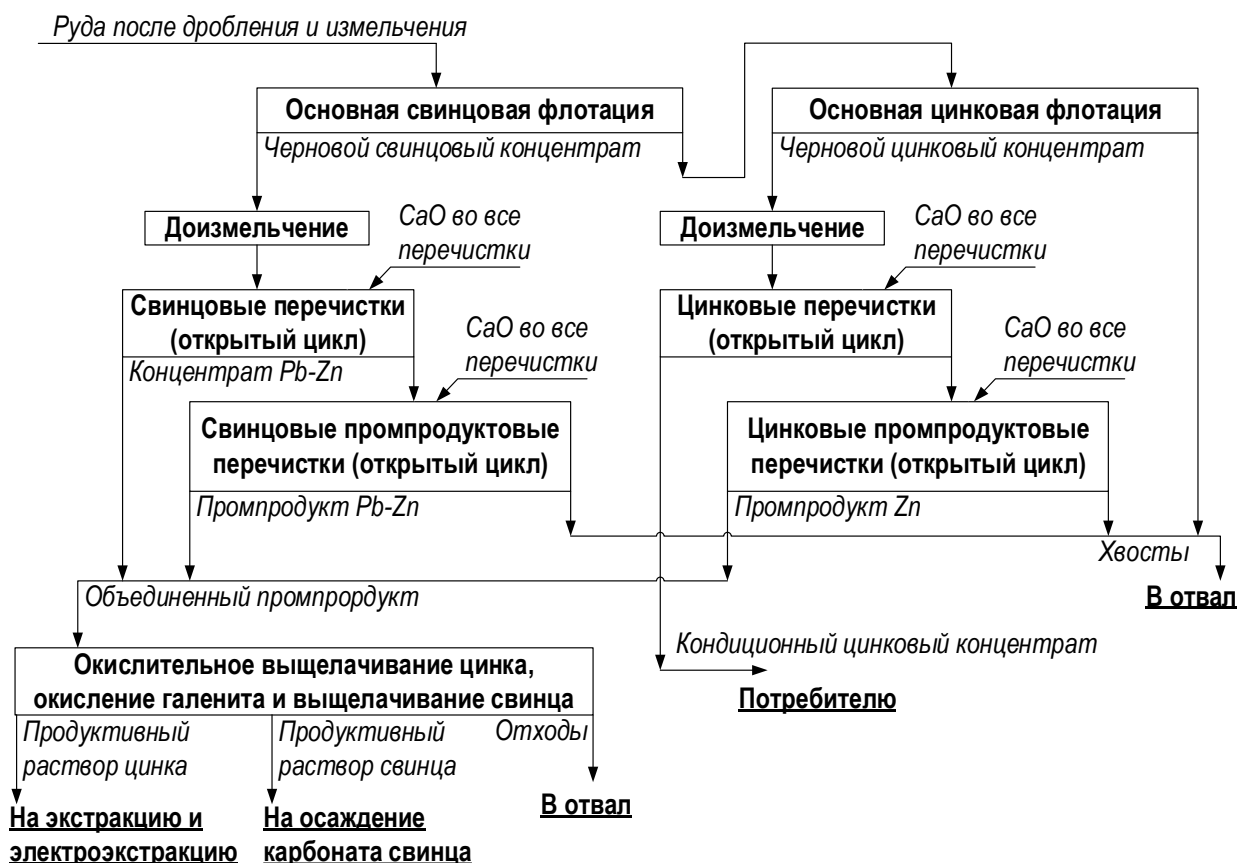 Руда после дробления и измельчения
Основная свинцовая флотация
Основная цинковая флотация
Черновой свинцовый концентрат
Черновой цинковый концентрат
Доизмельчение
CaO во все
перечистки
Доизмельчение
CaO во все
перечистки
Свинцовые перечистки
(открытый цикл)
Цинковые перечистки
(открытый цикл)
Концентрат Pb-Zn
CaO во все
перечистки
CaO во все
перечистки
Свинцовые промпродуктовые
перечистки (открытый цикл)
Цинковые промпродуктовые
перечистки (открытый цикл)
Промпродукт Pb-Zn
Промпродукт Zn
Хвосты
В отвал
Объединенный промпрордукт
Кондиционный цинковый концентрат
Потребителю
Окислительное выщелачивание цинка,
окисление галенита и выщелачивание свинца
Продуктивный
раствор цинка
Продуктивный
раствор свинца
Отходы
В отвал
На экстракцию и
электроэкстракцию
На осаждение
карбоната свинца